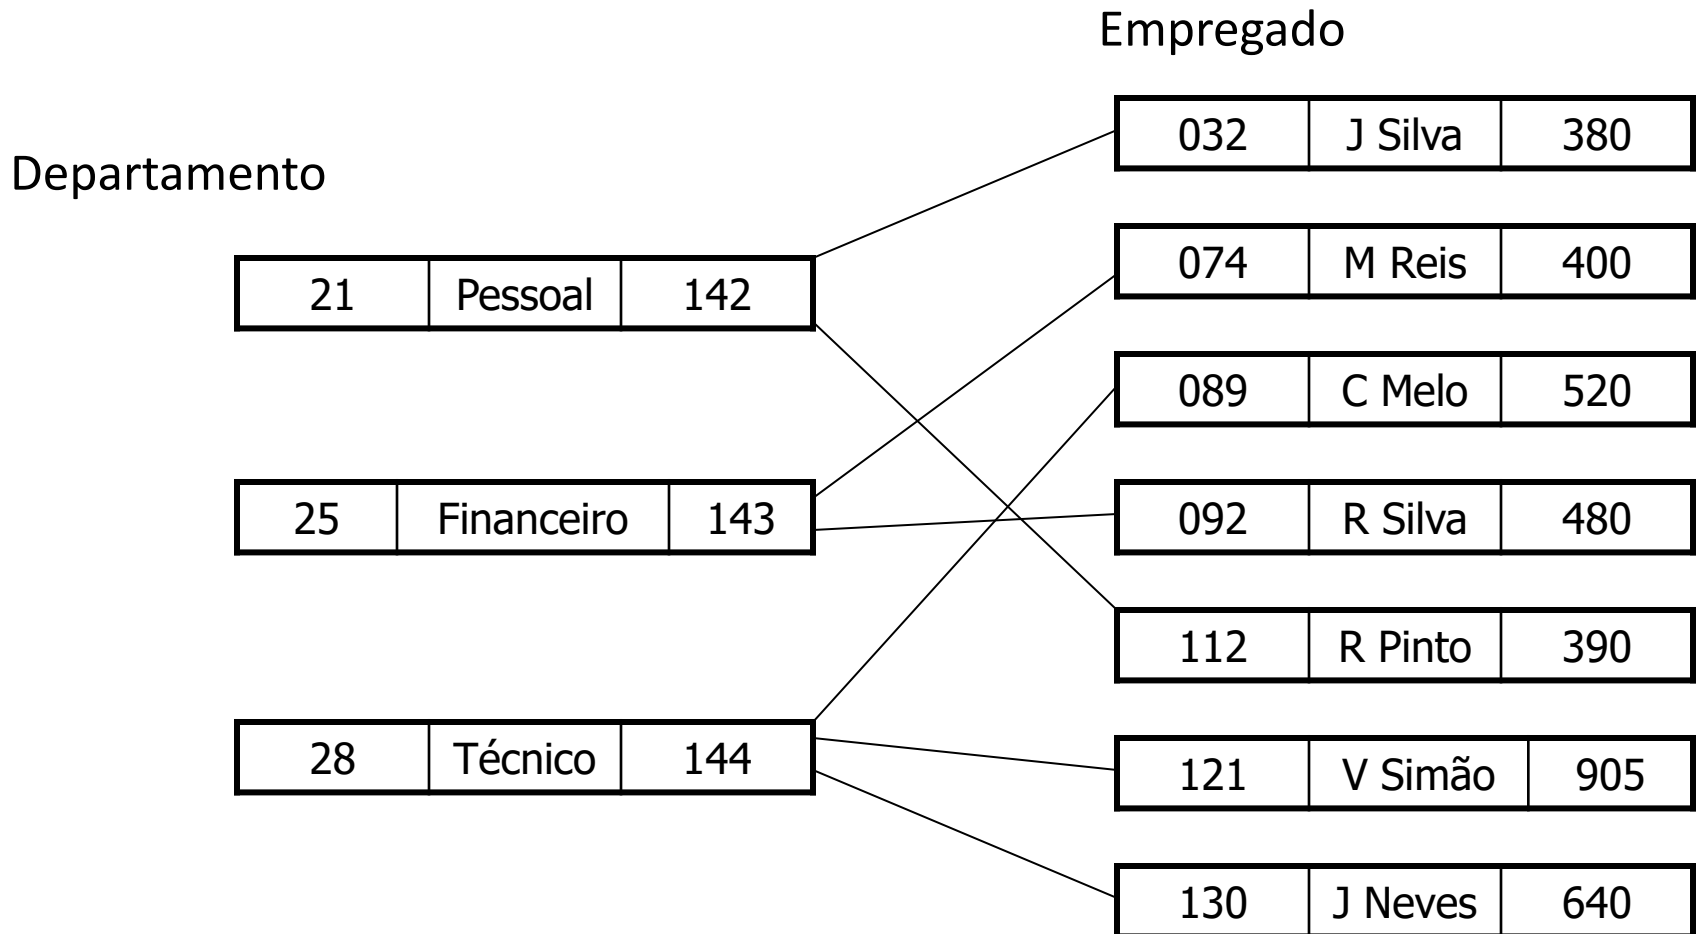 Empregado
Departamento
032 J Silva 380
21 Pessoal 142
074 M Reis 400
089 C Melo 520
25 Financeiro 143
092 R Silva 480
112 R Pinto 390
28 Técnico 144
121 V Simão 905
130 J Neves 640